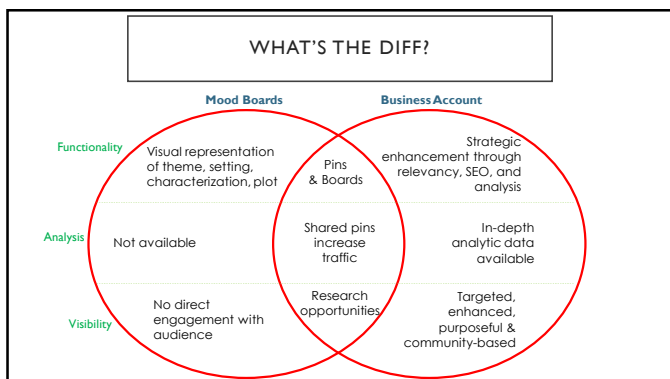 WHAT'S THE DIFF?
Mood Boards
Business Account
Functionality
Visual representation
of theme, setting,
characterization, plot
Pins
& Boards
Strategic
enhancement through
relevancy, SEO, and
analysis
Analysis
Not available
Shared pins
increase
traffic
In-depth
analytic data
available
Visibility
No direct
engagement with
audience
Research
opportunities
Targeted,
enhanced,
purposeful &
community-based